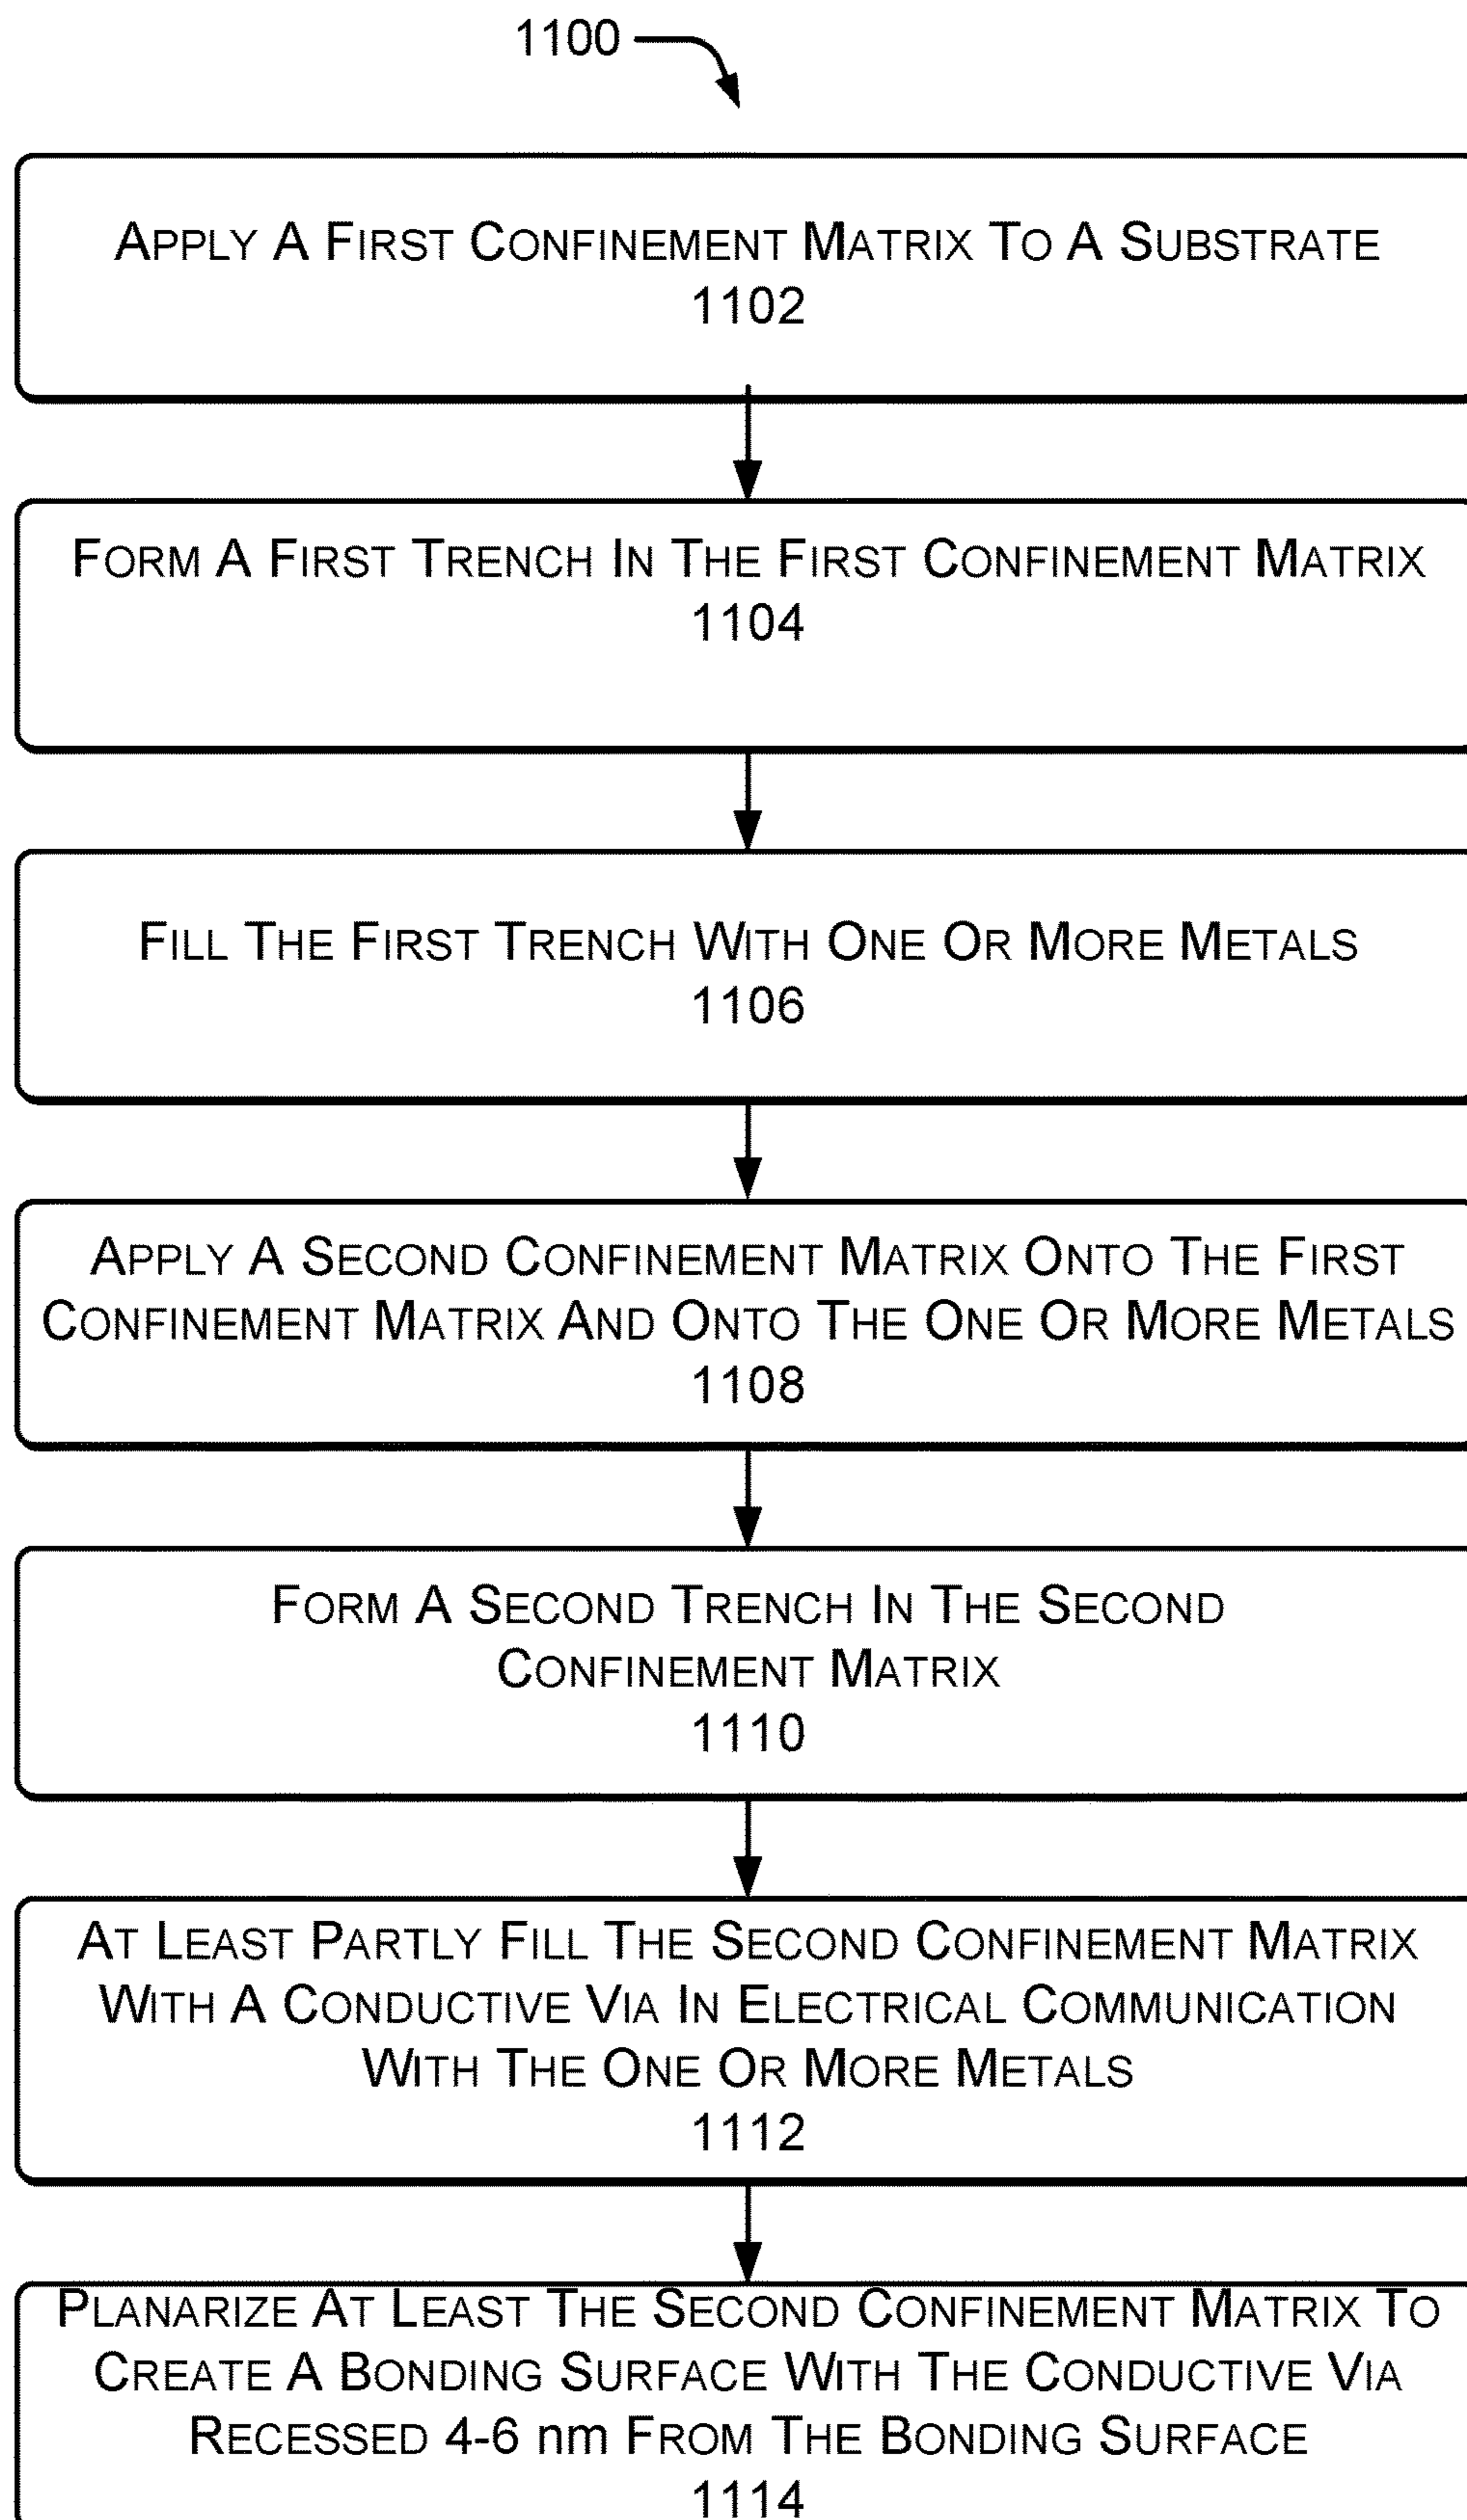 1100
APPLY A FIRST CONFINEMENT MATRIX TO A SUBSTRATE
1102
FORM A FIRST TRENCH IN THE FIRST CONFINEMENT MATRIX
1104
FILL THE FIRST TRENCH WITH ONE OR MORE METALS
1106
APPLY A SECOND CONFINEMENT MATRIX ONTO THE FIRST
CONFINEMENT MATRIX AND ONTO THE ONE OR MORE METALS
1108
FORM A SECOND TRENCH IN THE SECOND
CONFINEMENT MATRIX
1110
AT LEAST PARTLY FILL THE SECOND CONFINEMENT MATRIX
WITH A CONDUCTIVE VIA IN ELECTRICAL COMMUNICATION
WITH THE ONE OR MORE METALS
1112
PLANARIZE AT LEAST THE SECOND CONFINEMENT MATRIX TO
CREATE A BONDING SURFACE WITH THE CONDUCTIVE VIA
RECESSED 4-6 nm FROM THE BONDING SURFACE
1114